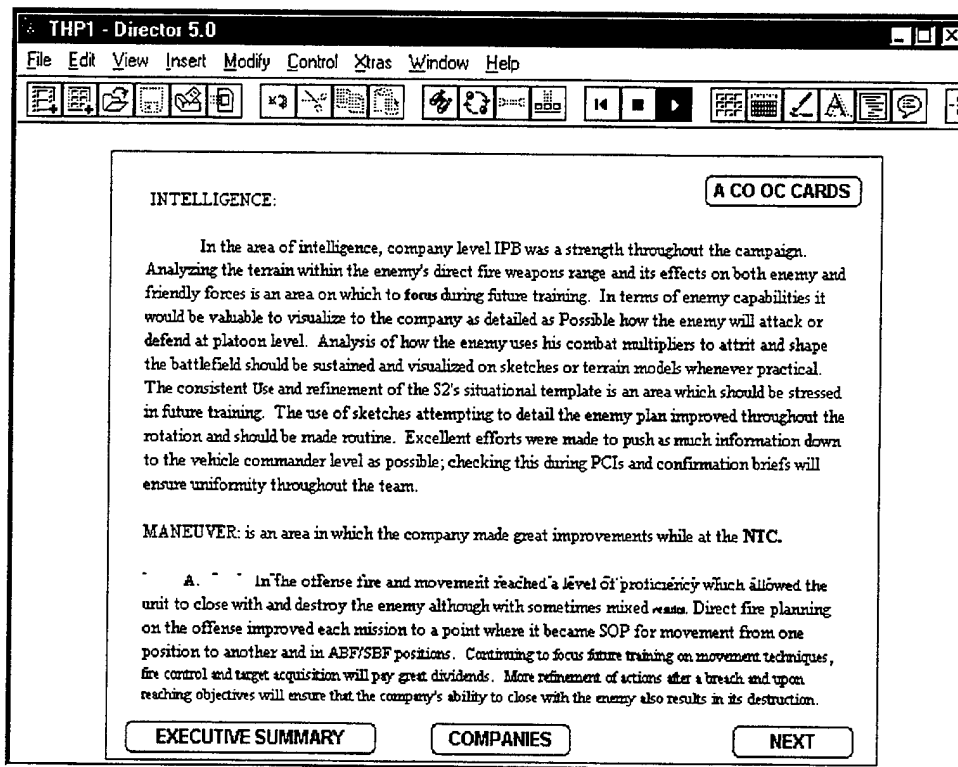 THP1 - Director 5.0
File Edit View Insert Modify Control Xtras Window Help
A CO OC CARDS
INTELLIGENCE:
In the area of intelligence, company level IPB was a strength throughout the campaign.
Analyzing the terrain within the enemy's direct fire weapons range and its effects on both enemy and
friendly forces is an area on which to focus during future training. In terms of enemy capabilities it
would be valuable to visualize to the company as detailed as Possible how the enemy will attack or
defend at platoon level. Analysis of how the enemy uses his combat multipliers to attrit and shape
the battlefield should be sustained and visualized on sketches or terrain models whenever practical.
The consistent Use and refinement of the S2's situational template is an area which should be stressed
in future training. The use of sketches attempting to detail the enemy plan improved throughout the
rotation and should be made routine. Excellent efforts were made to push as much information down
to the vehicle commander level as possible; checking this during PCIs and confirmation briefs will
ensure uniformity throughout the team.
MANEUVER: is an area in which the company made great improvements while at the NTC.
A. In the offense fire and movement reached a level of proficiency which allowed the
unit to close with and destroy the enemy although with sometimes mixed results. Direct fire planning
on the offense improved each mission to a point where it became SOP for movement from one
position to another and in ABF/SBF positions. Continuing to focus future training on movement techniques,
fire control and target acquisition will pay great dividends. More refinement of actions after a breach and upon
reaching objectives will ensure that the company's ability to close with the enemy also results in its destruction.
EXECUTIVE SUMMARY COMPANIES NEXT